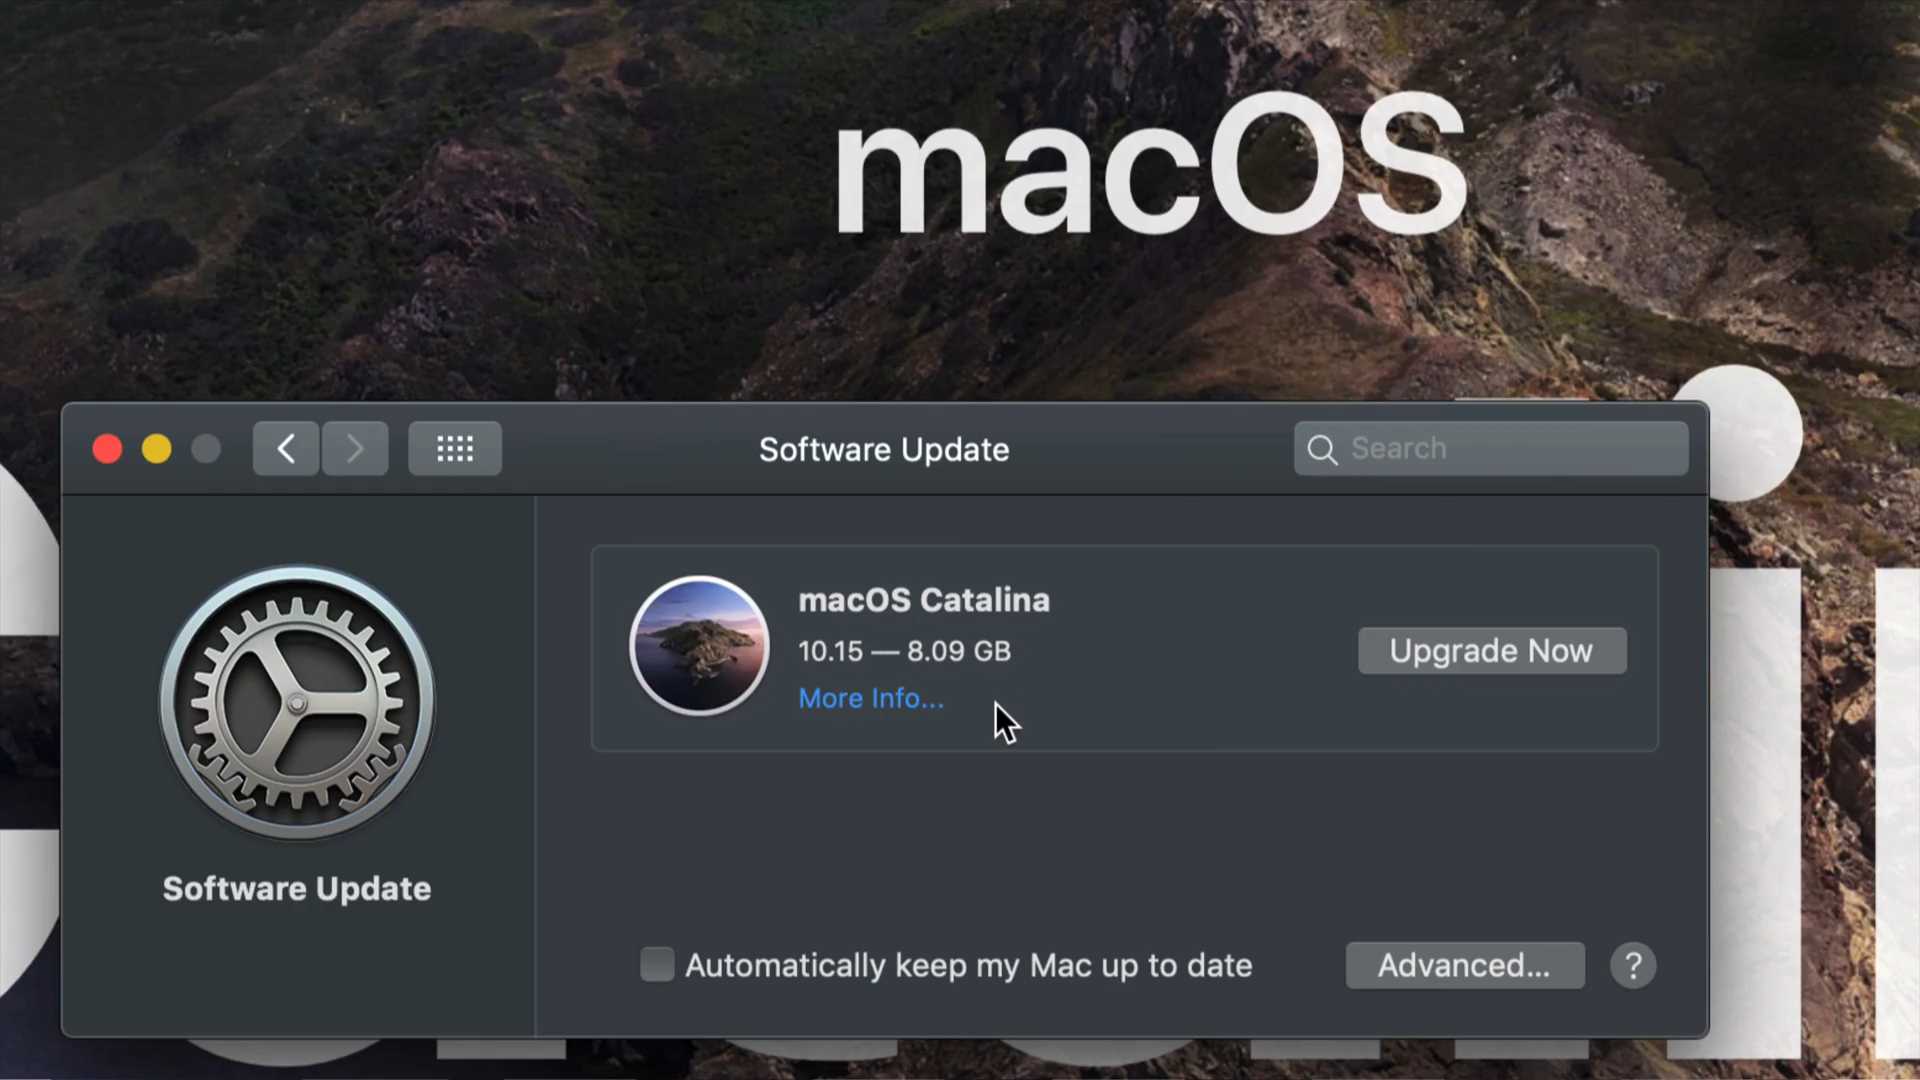 macOS
Software Update
Search
macOS Catalina
10.15 — 8.09 GB
Upgrade Now
More Info...
Software Update
Automatically keep my Mac up to date
Advanced...
?